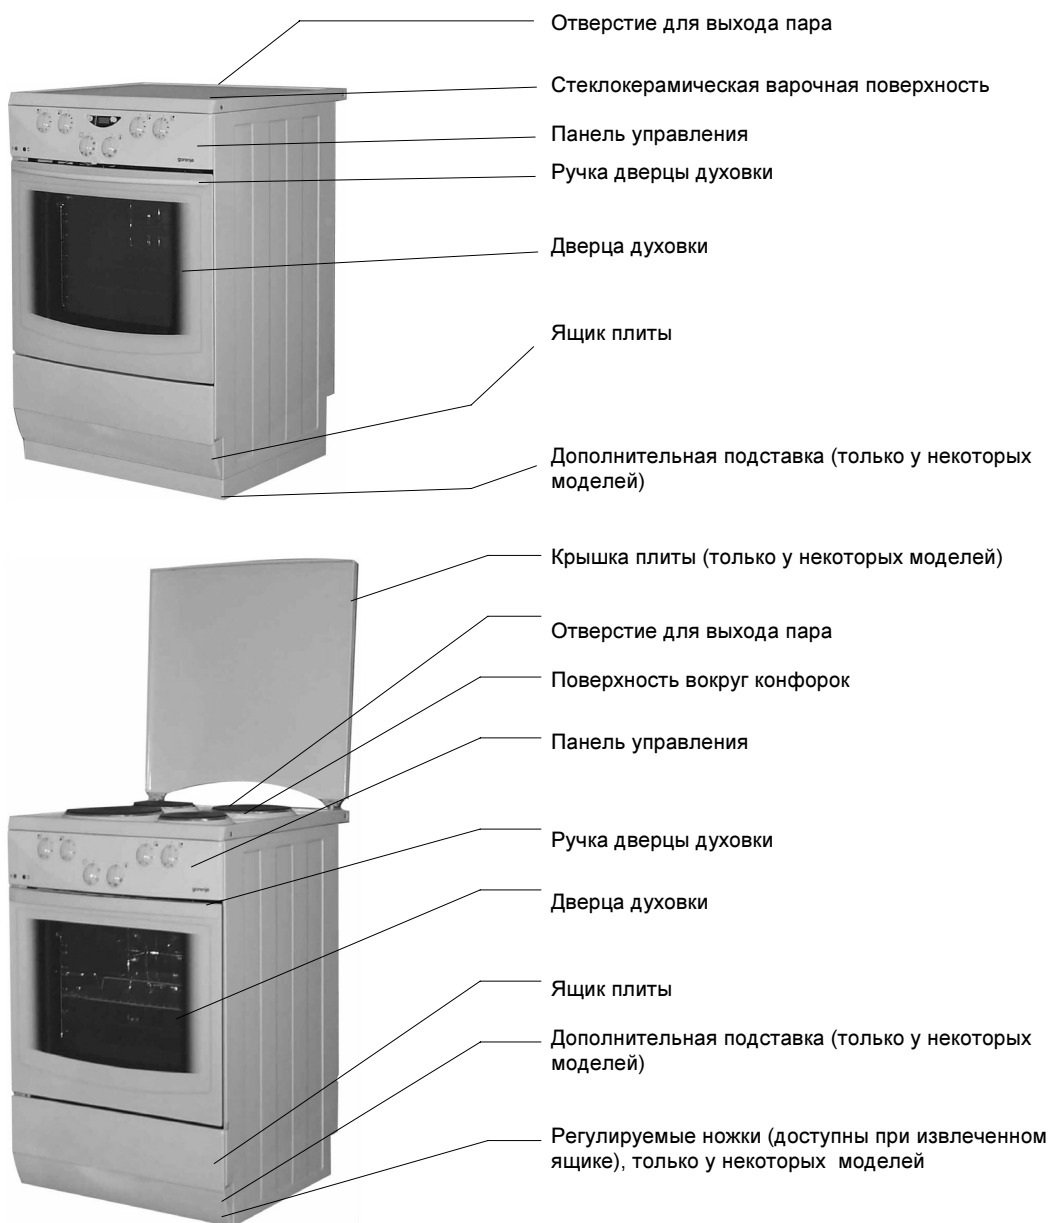 Отверстие для выхода пара
Стеклокерамическая варочная поверхность
Панель управления
Ручка дверцы духовки
gorenje
Дверца духовки
Ящик плиты
Дополнительная подставка (только у некоторых
моделей)
Крышка плиты (только у некоторых моделей)
Отверстие для выхода пара
Поверхность вокруг конфорок
Панель управления
Ручка дверцы духовки
gorenje
Дверца духовки
Ящик плиты
Дополнительная подставка (только у некоторых
моделей)
Регулируемые ножки (доступны при извлеченном
ящике), только у некоторых моделей